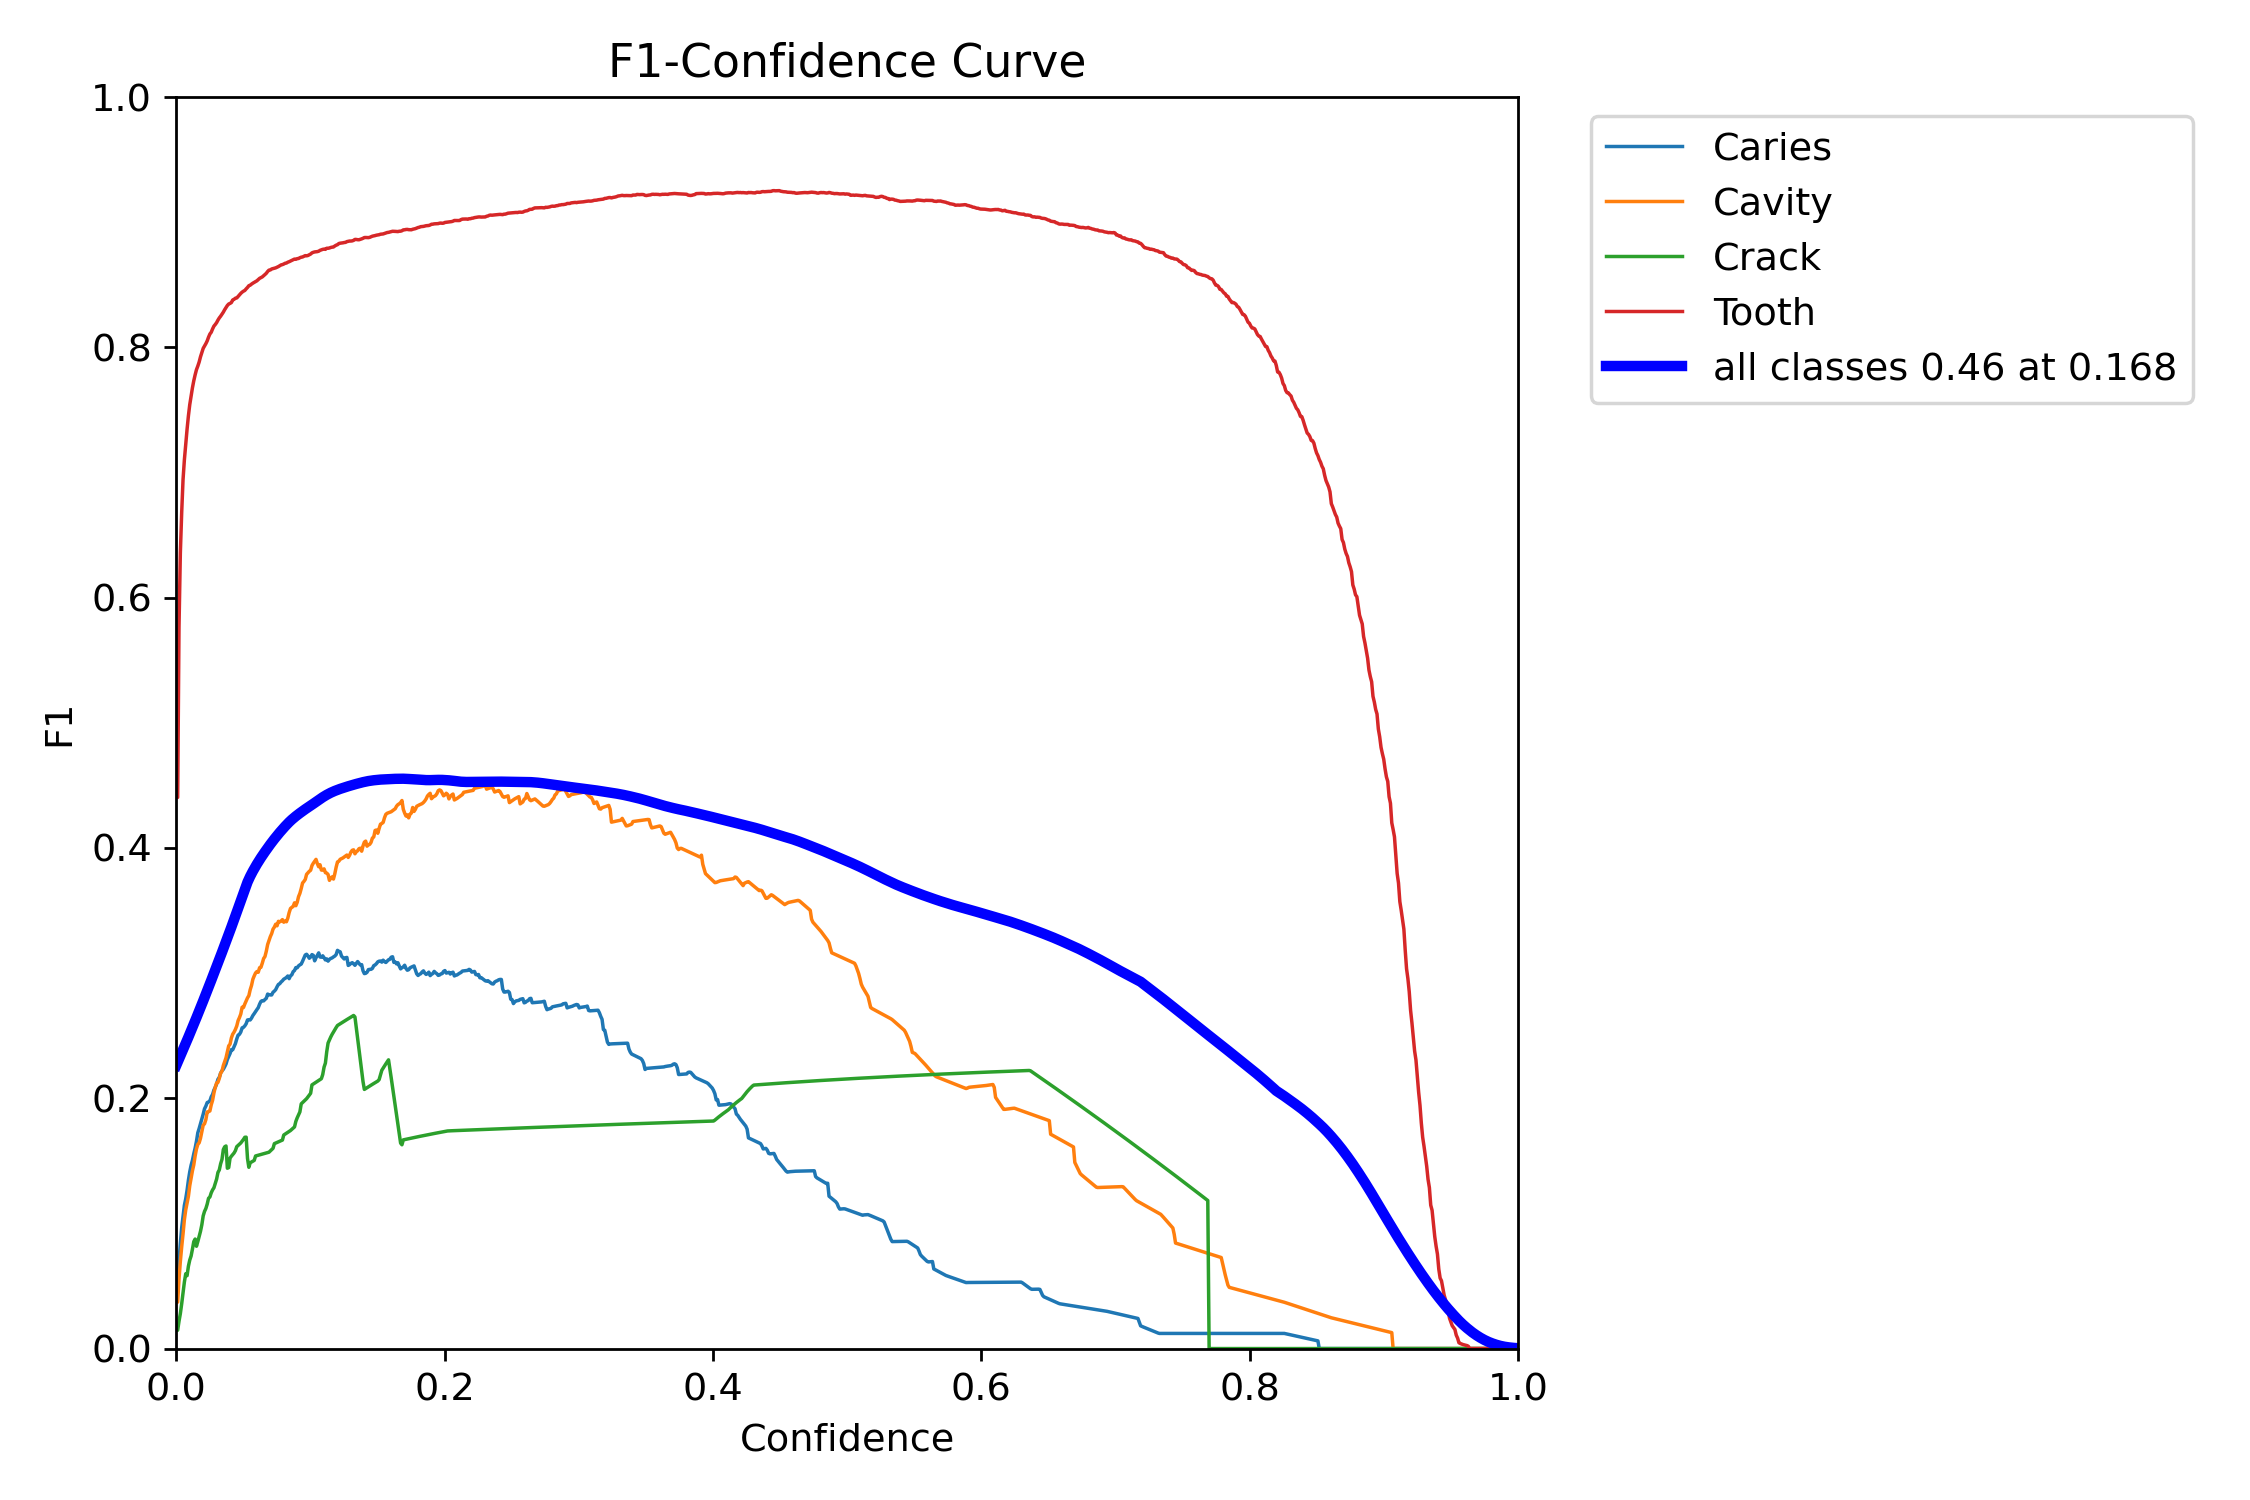 F1-Confidence Curve
1.0
0.8
0.6
0.4
0.2
0.0
F1
0.0 0.2 0.4 0.6 0.8 1.0
Confidence
Caries
Cavity
Crack
Tooth
all classes 0.46 at 0.168